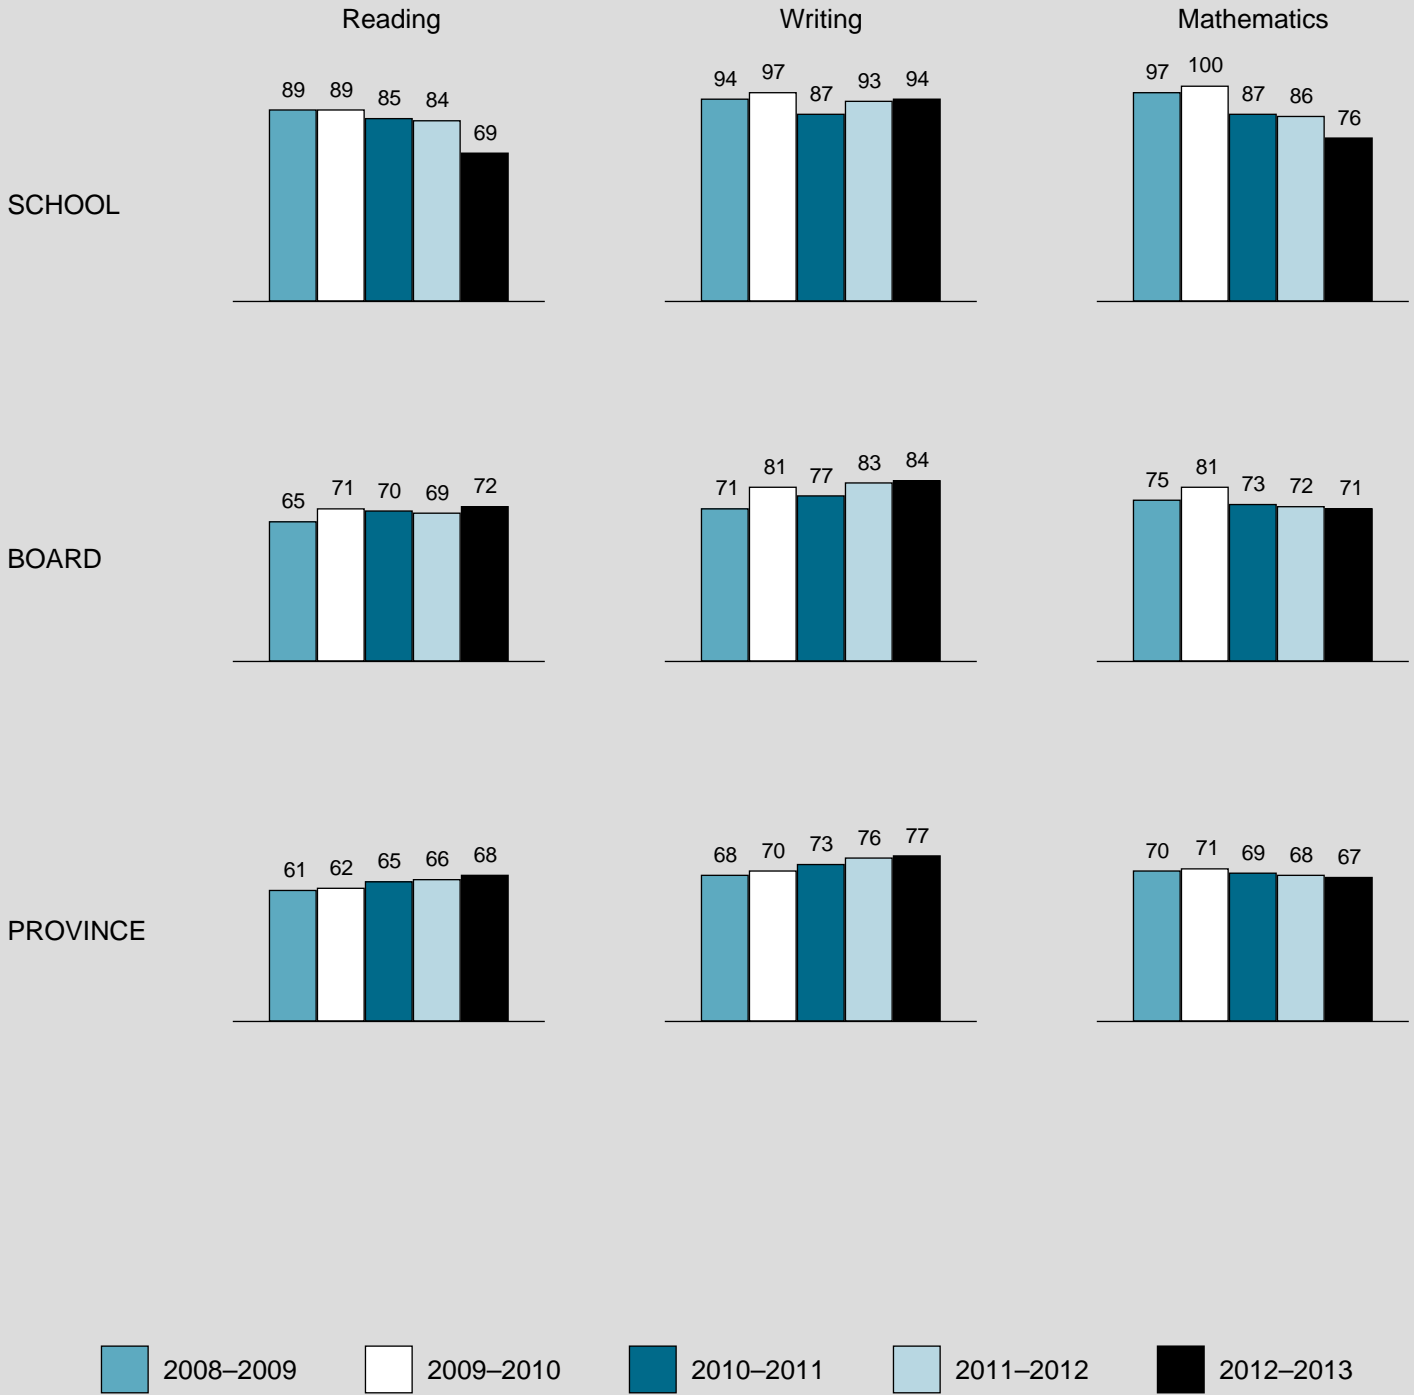 Reading Writing Mathematics
SCHOOL
89 89 85 84 69
94 97 87 93 94
97 100 87 86 76
BOARD
65 71 70 69 72
71 81 77 83 84
75 81 73 72 71
PROVINCE
61 62 65 66 68
68 70 73 76 77
70 71 69 68 67
2008–2009 2009–2010 2010–2011 2011–2012 2012–2013